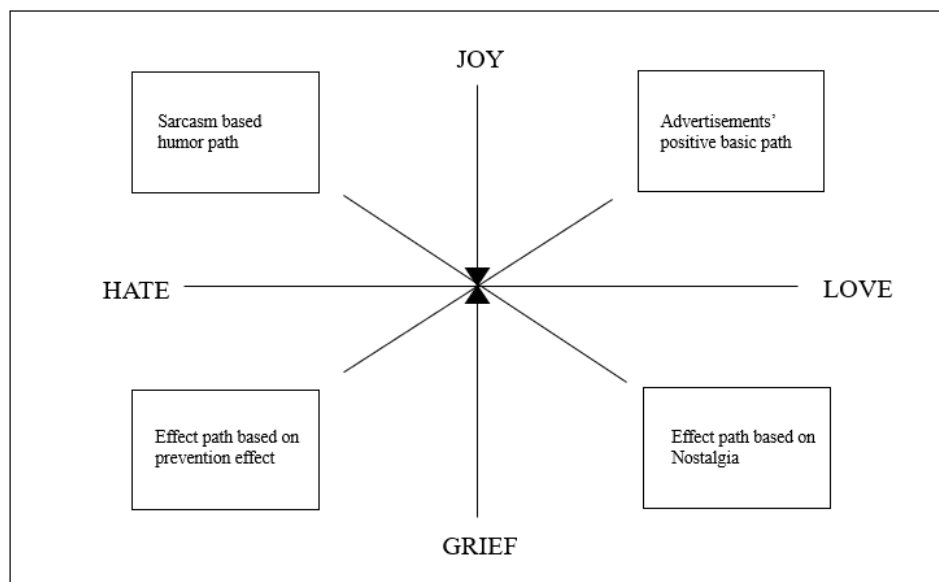 JOY
Sarcasm based
humor path
Advertisements’
positive basic path
HATE
LOVE
Effect path based on
prevention effect
Effect path based on
Nostalgia
GRIEF